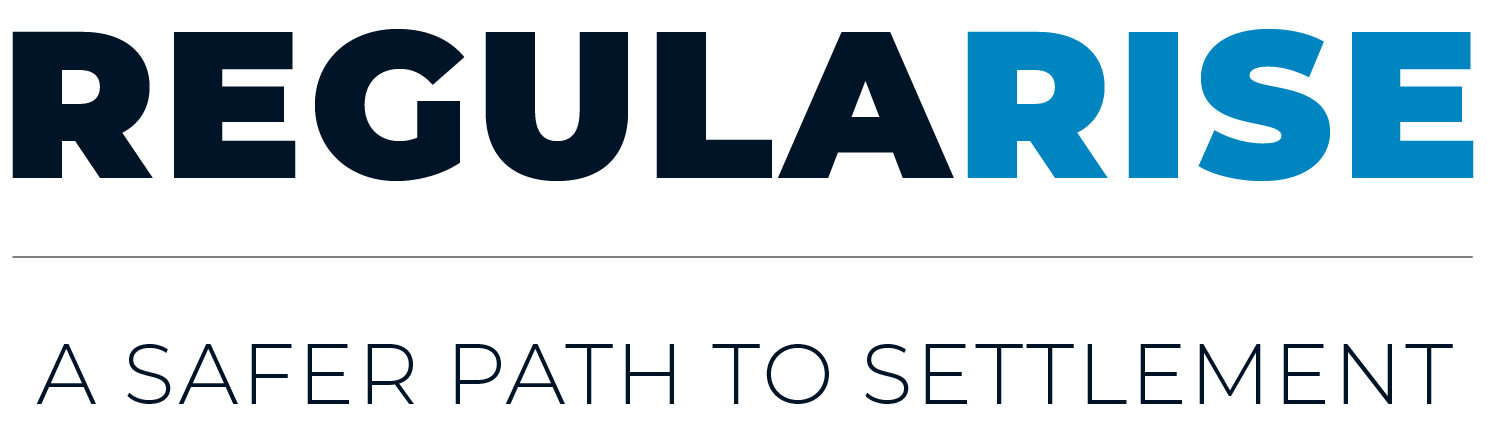 REGULARISE
A SAFER PATH TO SETTLEMENT